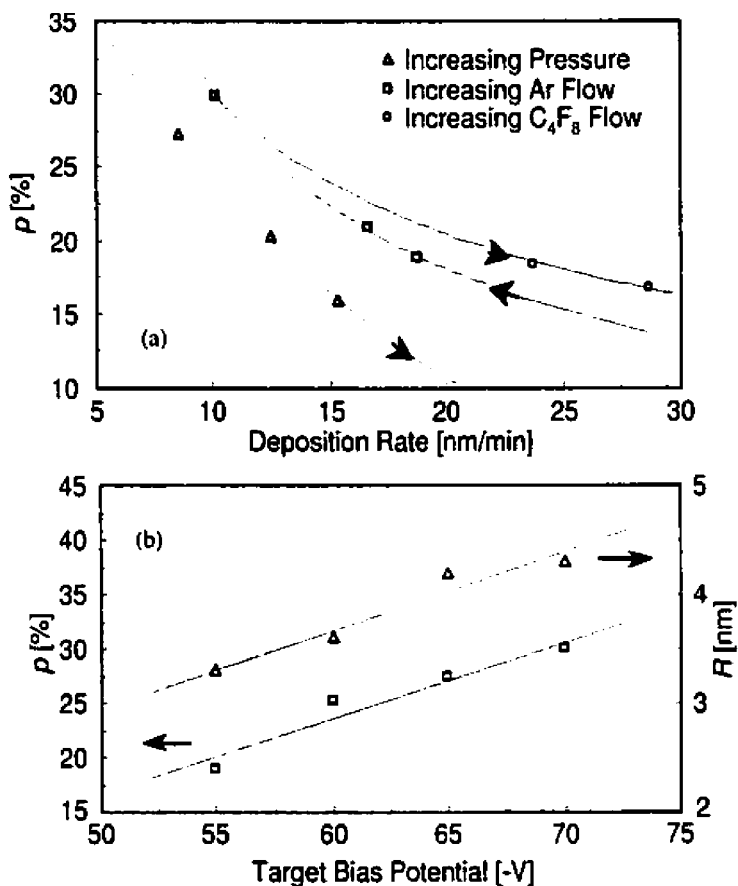 35
30
25
20
15
10
p [%]
△ Increasing Pressure
□ Increasing Ar Flow
○ Increasing C₄F₈ Flow
(a)
5 10 15 20 25 30
Deposition Rate [nm/min]
45
40
35
30
25
20
15
p [%]
(b)
5
4
3
2
R [nm]
50 55 60 65 70 75
Target Bias Potential [-V]